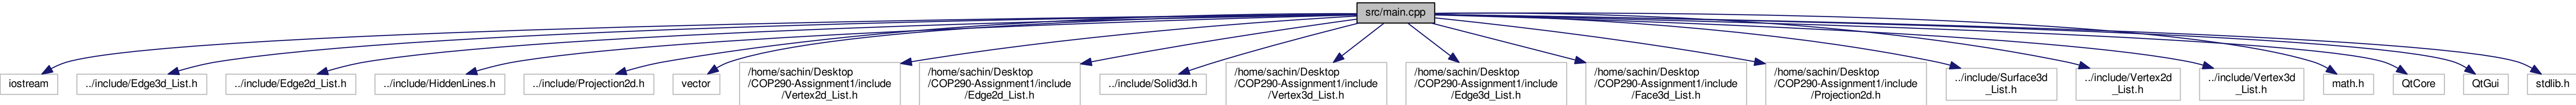 src/main.cpp
iostream
../include/Edge3d_List.h
../include/Edge2d_List.h
../include/HiddenLines.h
../include/Projection2d.h
vector
/home/sachin/Desktop
/COP290-Assignment1/include
/Vertex2d_List.h
/home/sachin/Desktop
/COP290-Assignment1/include
/Edge2d_List.h
../include/Solid3d.h
/home/sachin/Desktop
/COP290-Assignment1/include
/Vertex3d_List.h
/home/sachin/Desktop
/COP290-Assignment1/include
/Edge3d_List.h
/home/sachin/Desktop
/COP290-Assignment1/include
/Face3d_List.h
/home/sachin/Desktop
/COP290-Assignment1/include
/Projection2d.h
../include/Surface3d
_List.h
../include/Vertex2d
_List.h
../include/Vertex3d
_List.h
math.h
QtCore
QtGui
stdlib.h